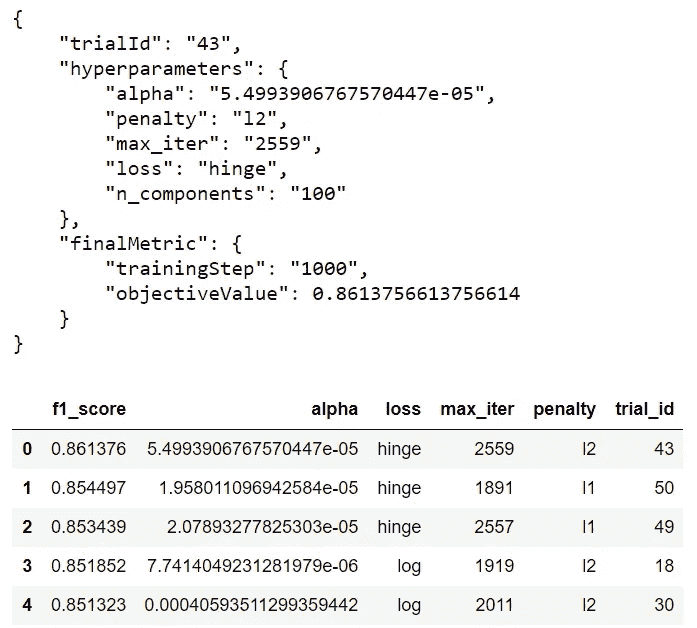 {
    "trialId": "43",
    "hyperparameters": {
        "alpha": "5.4993906767570447e-05",
        "penalty": "l2",
        "max_iter": "2559",
        "loss": "hinge",
        "n_components": "100"
    },
    "finalMetric": {
        "trainingStep": "1000",
        "objectiveValue": 0.8613756613756614
    }
}
f1_score alpha loss max_iter penalty trial_id
0 0.861376 5.4993906767570447e-05 hinge 2559 l2 43
1 0.854497 1.958011096942584e-05 hinge 1891 l1 50
2 0.853439 2.07893277825303e-05 hinge 2557 l1 49
3 0.851852 7.7414049231281979e-06 log 1919 l2 18
4 0.851323 0.00040593511299359442 log 2011 l2 30